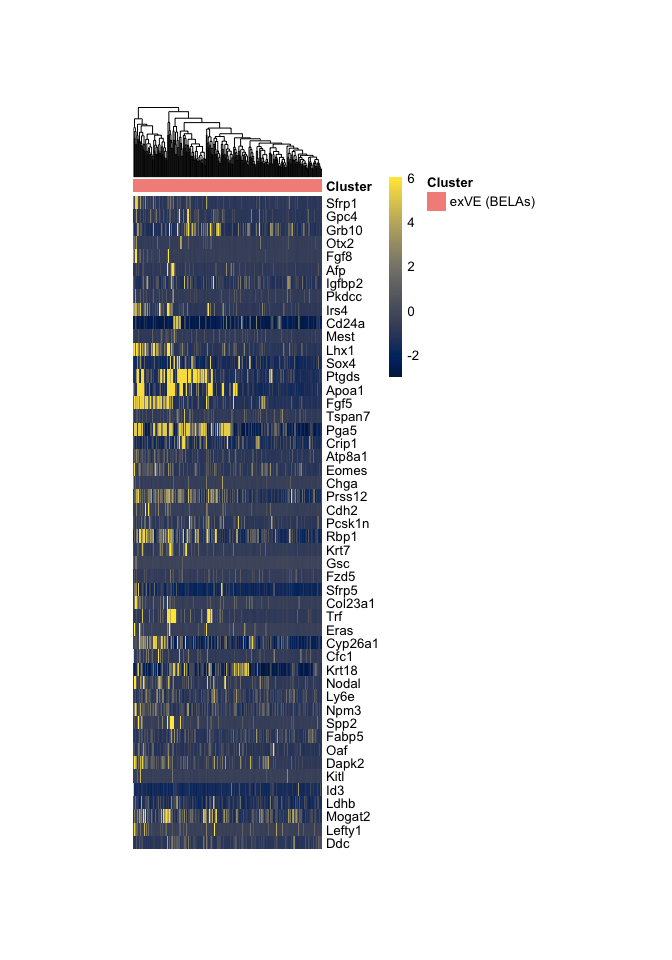 Cluster
Sfrp1
Gpc4
Grb10
Otx2
Fgf8
Afp
Igfbp2
Pkdcc
Irs4
Cd24a
Mest
Lhx1
Sox4
Ptgds
Apoa1
Fgf5
Tspan7
Pga5
Crip1
Atp8a1
Eomes
Chga
Prss12
Cdh2
Pcsk1n
Rbp1
Krt7
Gsc
Fzd5
Sfrp5
Col23a1
Trf
Eras
Cyp26a1
Cfc1
Krt18
Nodal
Ly6e
Npm3
Spp2
Fabp5
Oaf
Dapk2
Kitl
Id3
Ldhb
Mogat2
Lefty1
Ddc
6
4
2
0
-2
Cluster
exVE (BELAs)